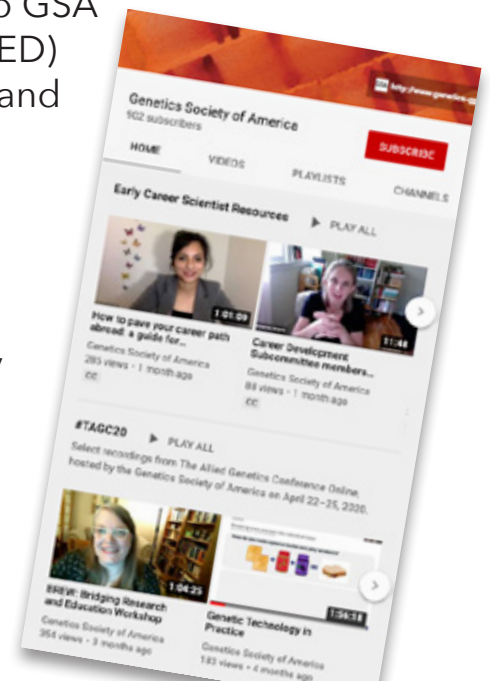 GSA
ED)
and
Genetics Society of America
902 subscribers
SUBSCRIBE
HOME VIDEOS PLAYLISTS CHANNELS
Early Career Scientist Resources PLAY ALL
1:01:09
11:48
How to pave your career path
abroad: a guide for...
Genetics Society of America
285 views • 1 month ago
CC
Career Development
Subcommittee members...
Genetics Society of America
88 views • 1 month ago
CC
#TAGC20 PLAY ALL
Select recordings from The Allied Genetics Conference Online,
hosted by the Genetics Society of America on April 22–25, 2020.
1:04:25
1:56:18
BREW: Bridging Research
and Education Workshop
Genetics Society of America
354 views • 3 months ago
Genetic Technology in
Practice
Genetics Society of America
183 views • 4 months ago